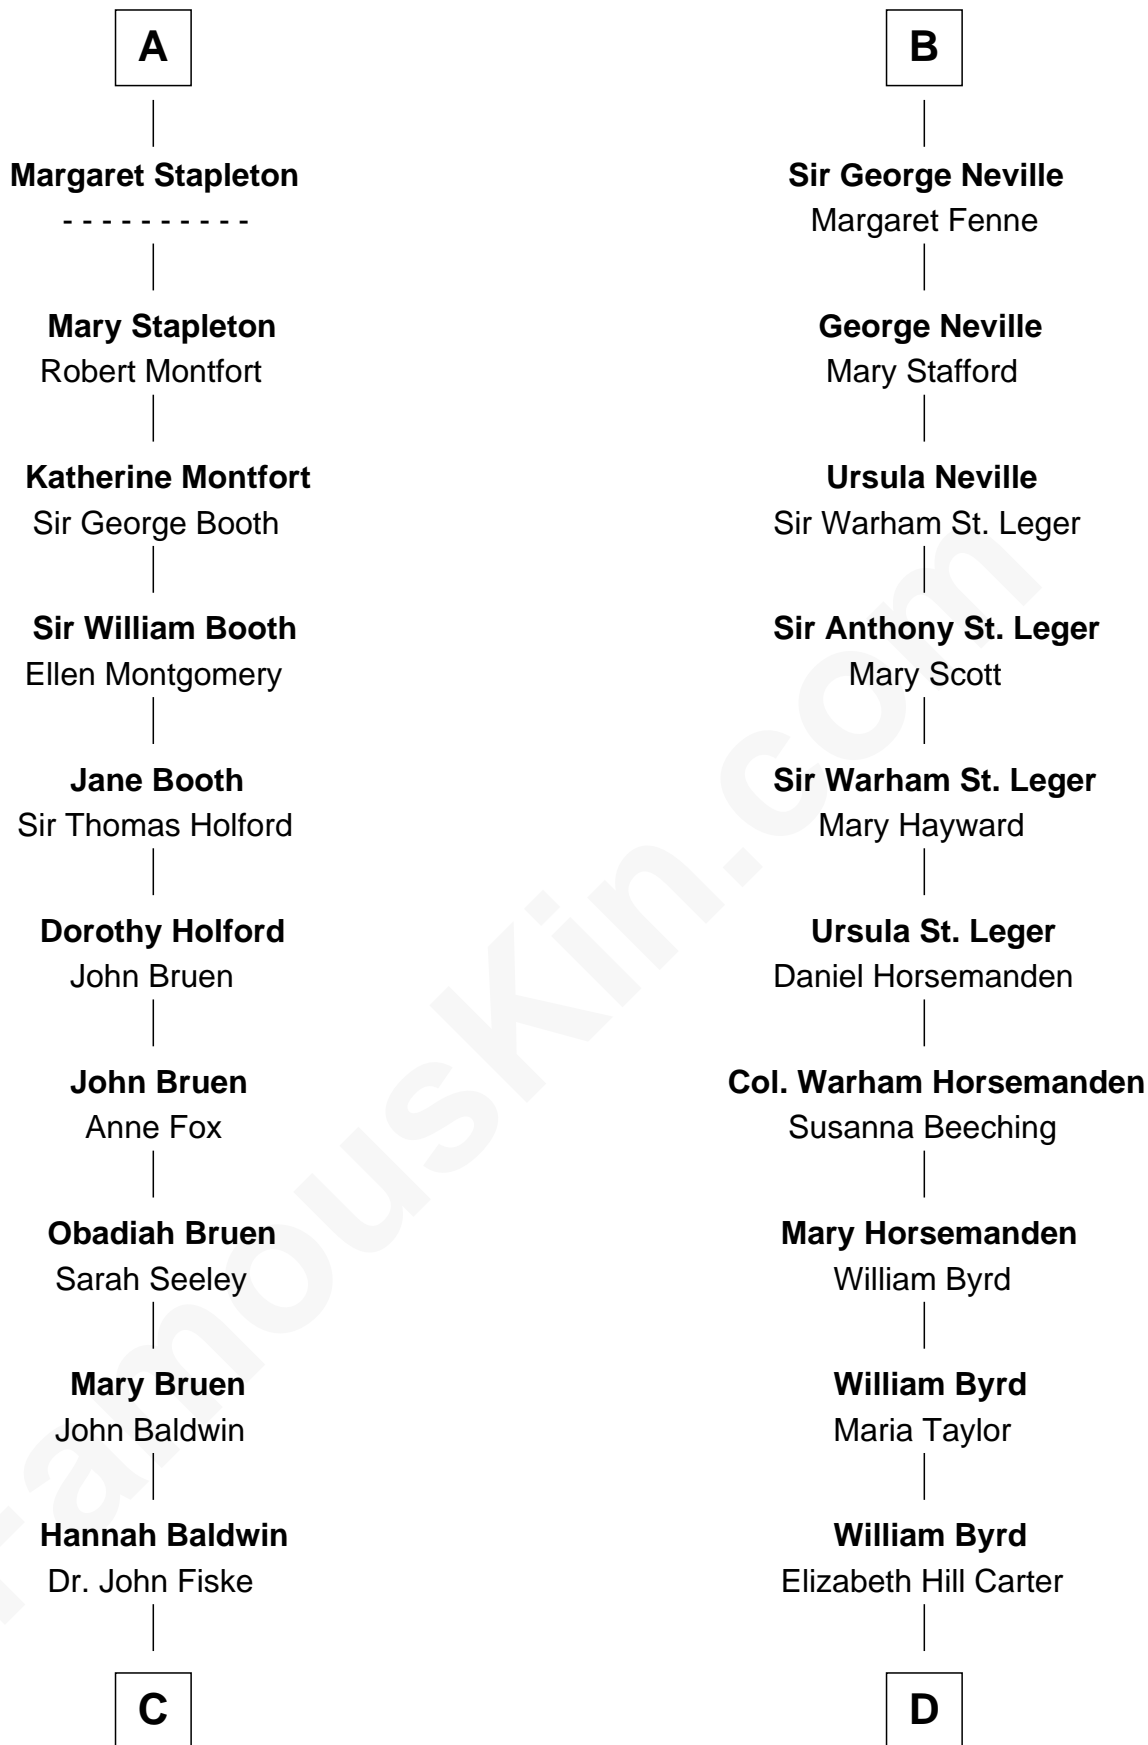 A
Margaret Stapleton
- - - - - - - - - -
Mary Stapleton
Robert Montfort
Katherine Montfort
Sir George Booth
Sir William Booth
Ellen Montgomery
Jane Booth
Sir Thomas Holford
Dorothy Holford
John Bruen
John Bruen
Anne Fox
Obadiah Bruen
Sarah Seeley
Mary Bruen
John Baldwin
Hannah Baldwin
Dr. John Fiske
C
B
Sir George Neville
Margaret Fenne
George Neville
Mary Stafford
Ursula Neville
Sir Warham St. Leger
Sir Anthony St. Leger
Mary Scott
Sir Warham St. Leger
Mary Hayward
Ursula St. Leger
Daniel Horsemanden
Col. Warham Horsemanden
Susanna Beeching
Mary Horsemanden
William Byrd
William Byrd
Maria Taylor
William Byrd
Elizabeth Hill Carter
D
FamousKin.com